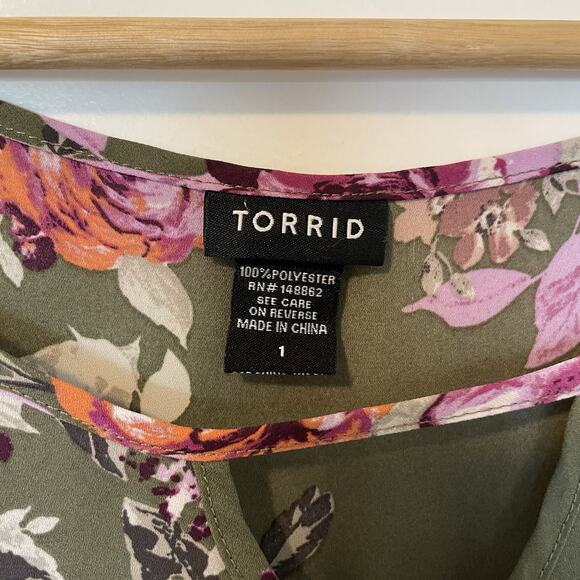 TORRID
100% POLYESTER
RN# 148862
SEE CARE
ON REVERSE
MADE IN CHINA
1